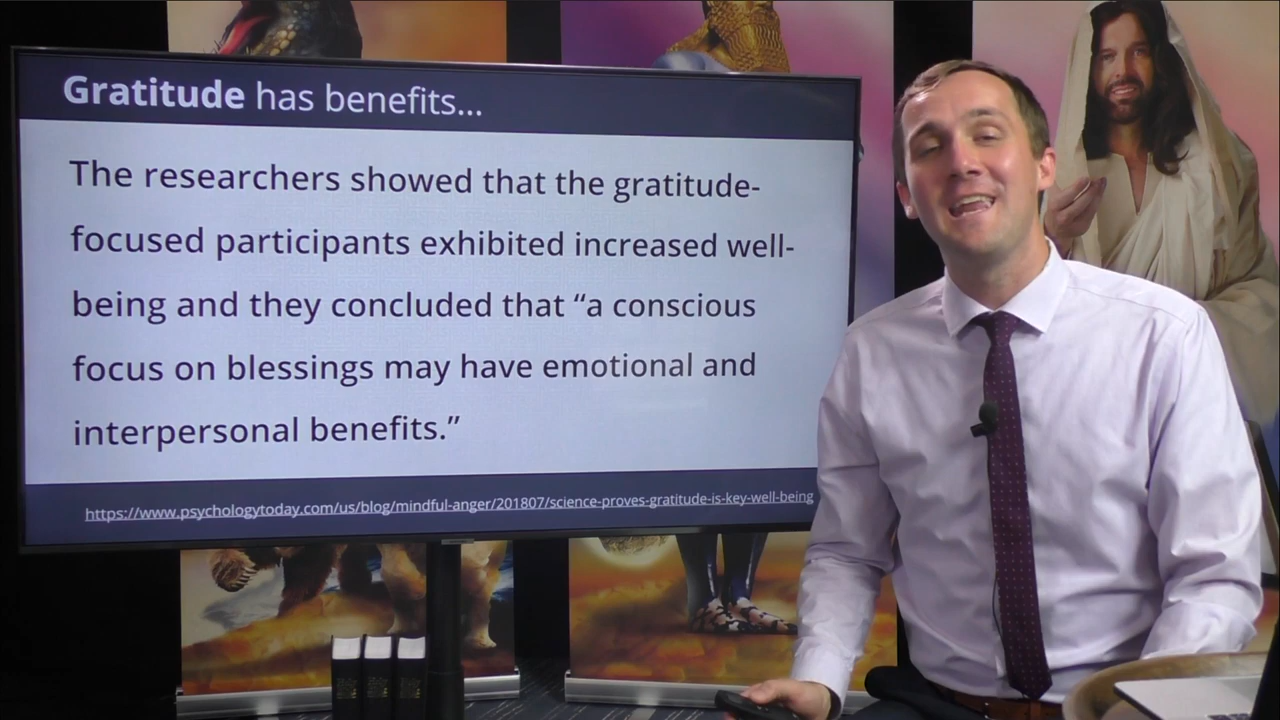 Gratitude has benefits...
The researchers showed that the gratitude-
focused participants exhibited increased well-
being and they concluded that “a conscious
focus on blessings may have emotional and
interpersonal benefits.”
https://www.psychologytoday.com/us/blog/mindful-anger/201807/science-proves-gratitude-is-key-well-being